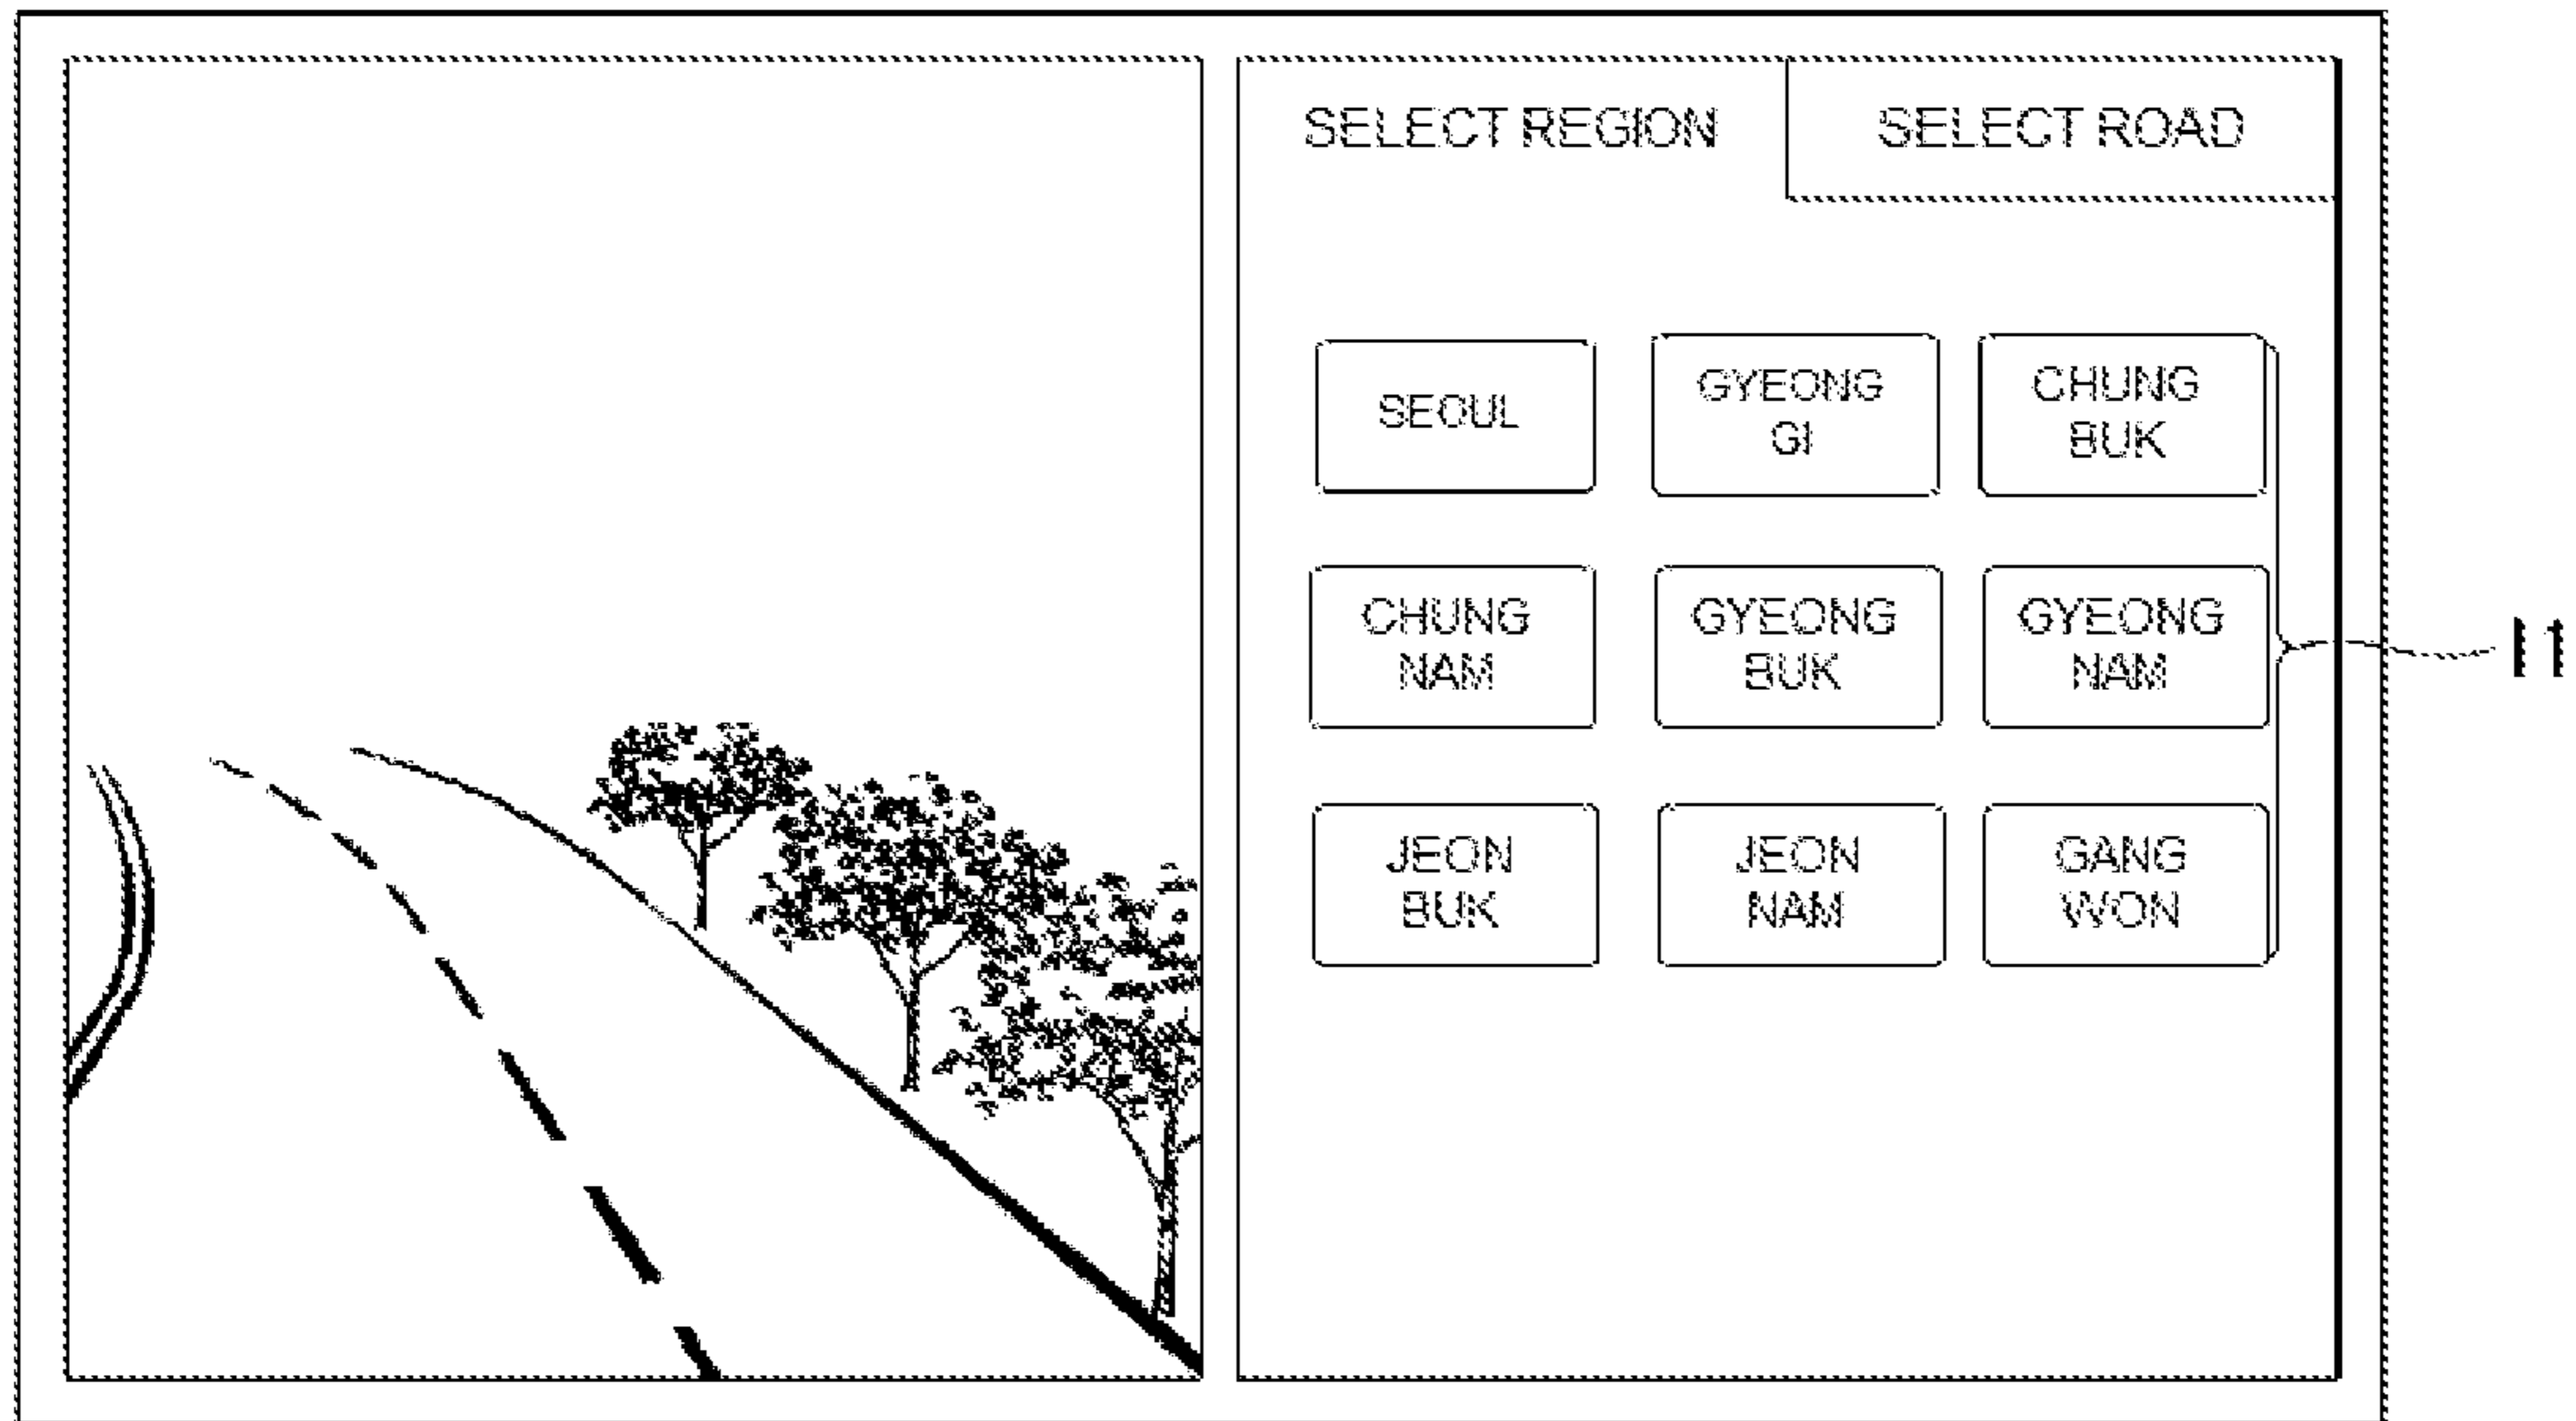 SELECT REGION
SELECT ROAD
SEOUL
GYEONG
GI
CHUNG
BUK
CHUNG
NAM
GYEONG
BUK
GYEONG
NAM
JEON
BUK
JEON
NAM
GANG
WON
I1